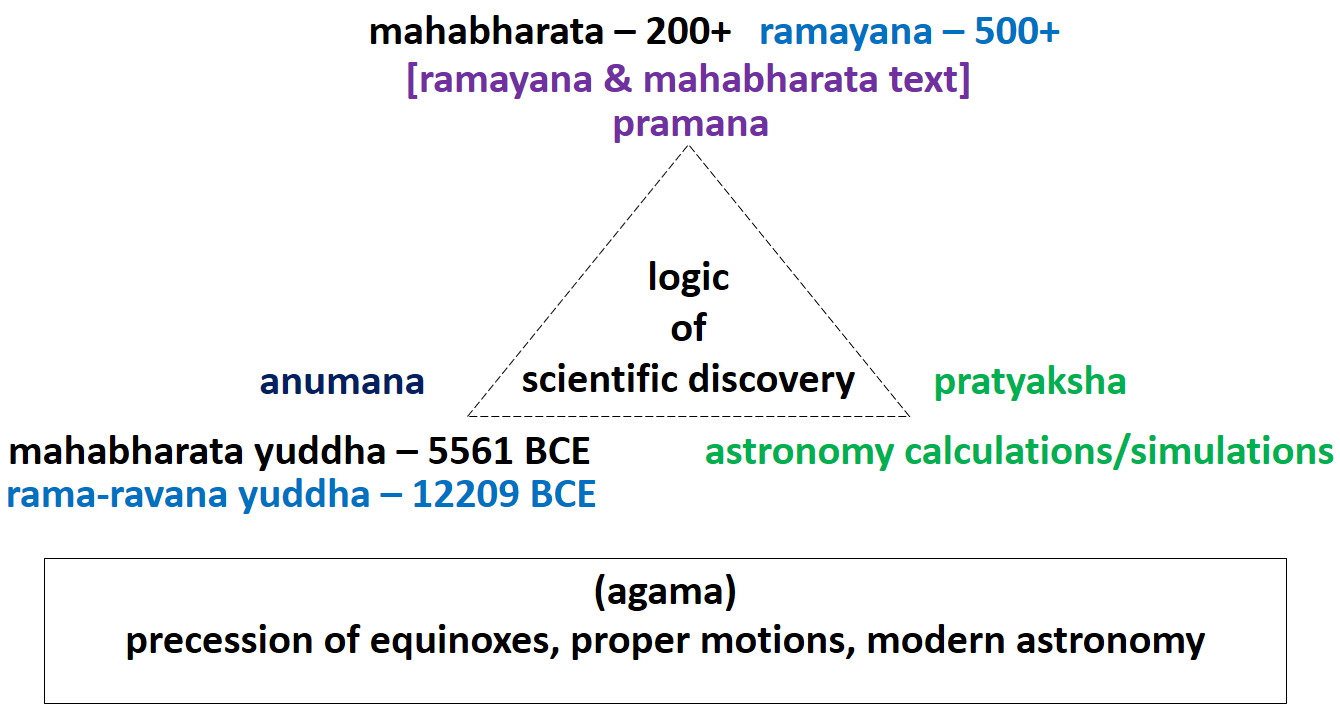 mahabharata – 200+ ramayana – 500+
[ramayana & mahabharata text]
pramana
logic
of
scientific discovery
anumana
pratyaksha
mahabharata yuddha – 5561 BCE
astronomy calculations/simulations
rama-ravana yuddha – 12209 BCE
(agama)
precession of equinoxes, proper motions, modern astronomy